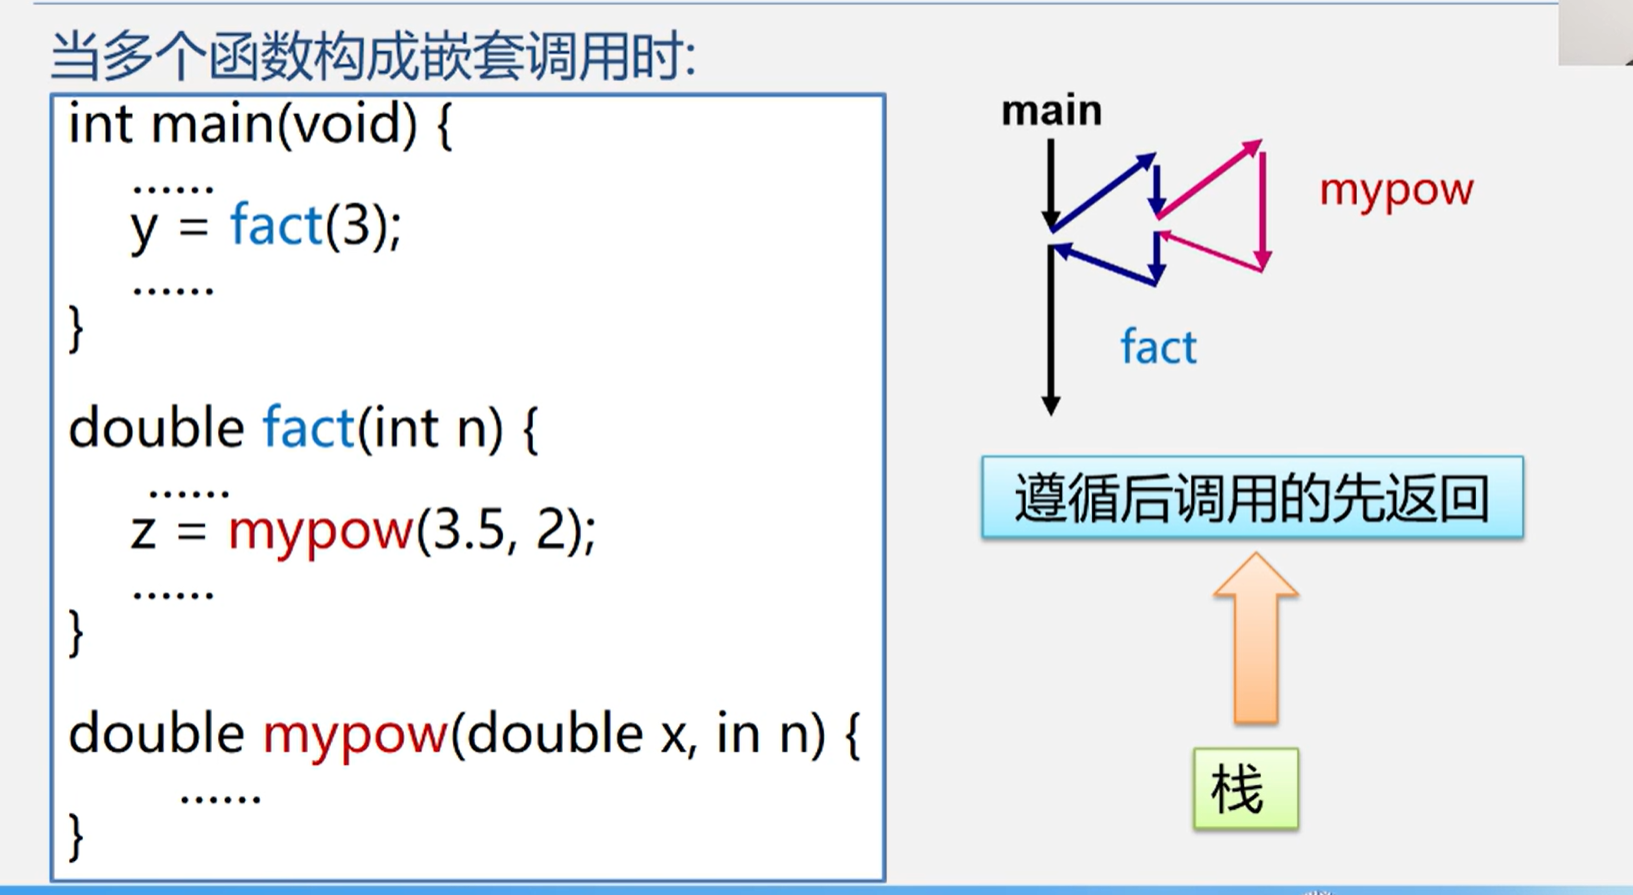 当多个函数构成嵌套调用时:
int main(void) {
......
y = fact(3);
......
}
double fact(int n) {
......
z = mypow(3.5, 2);
......
}
double mypow(double x, in n) {
......
}
main
mypow
fact
遵循后调用的先返回
栈